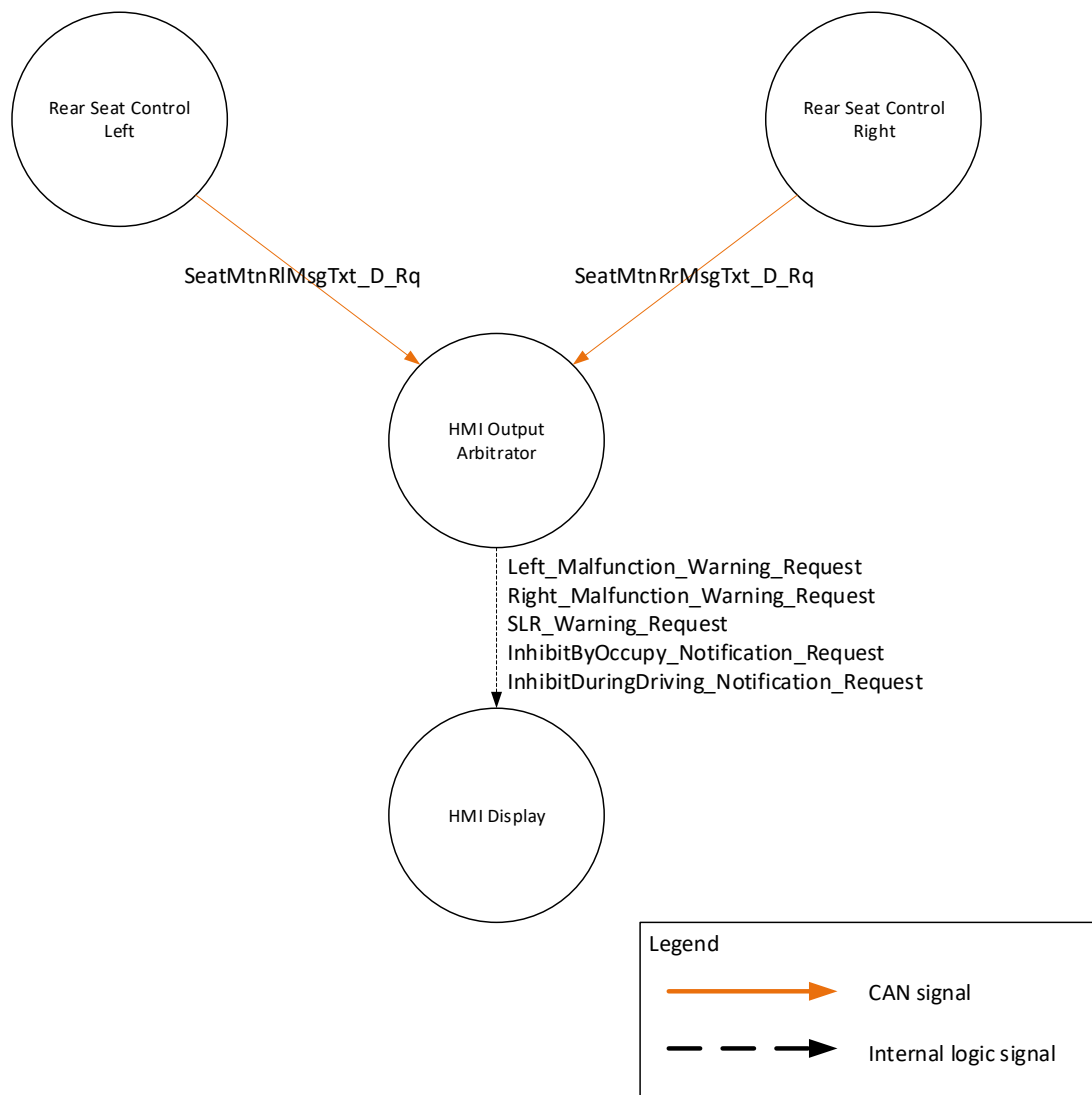 Rear Seat Control
Left
Rear Seat Control
Right
SeatMtnRlMsgTxt_D_Rq
SeatMtnRrMsgTxt_D_Rq
HMI Output
Arbitrator
Left_Malfunction_Warning_Request
Right_Malfunction_Warning_Request
SLR_Warning_Request
InhibitByOccupy_Notification_Request
InhibitDuringDriving_Notification_Request
HMI Display
Legend
CAN signal
Internal logic signal